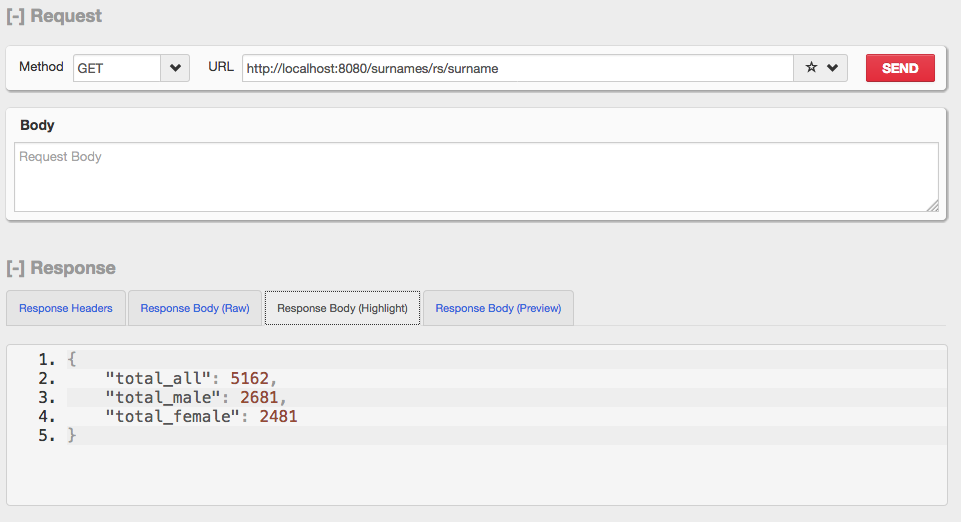 [-] Request
Method GET URL http://localhost:8080/surnames/rs/surname SEND
Body
Request Body
[-] Response
Response Headers Response Body (Raw) Response Body (Highlight) Response Body (Preview)
1. {
2.     "total_all": 5162,
3.     "total_male": 2681,
4.     "total_female": 2481
5. }